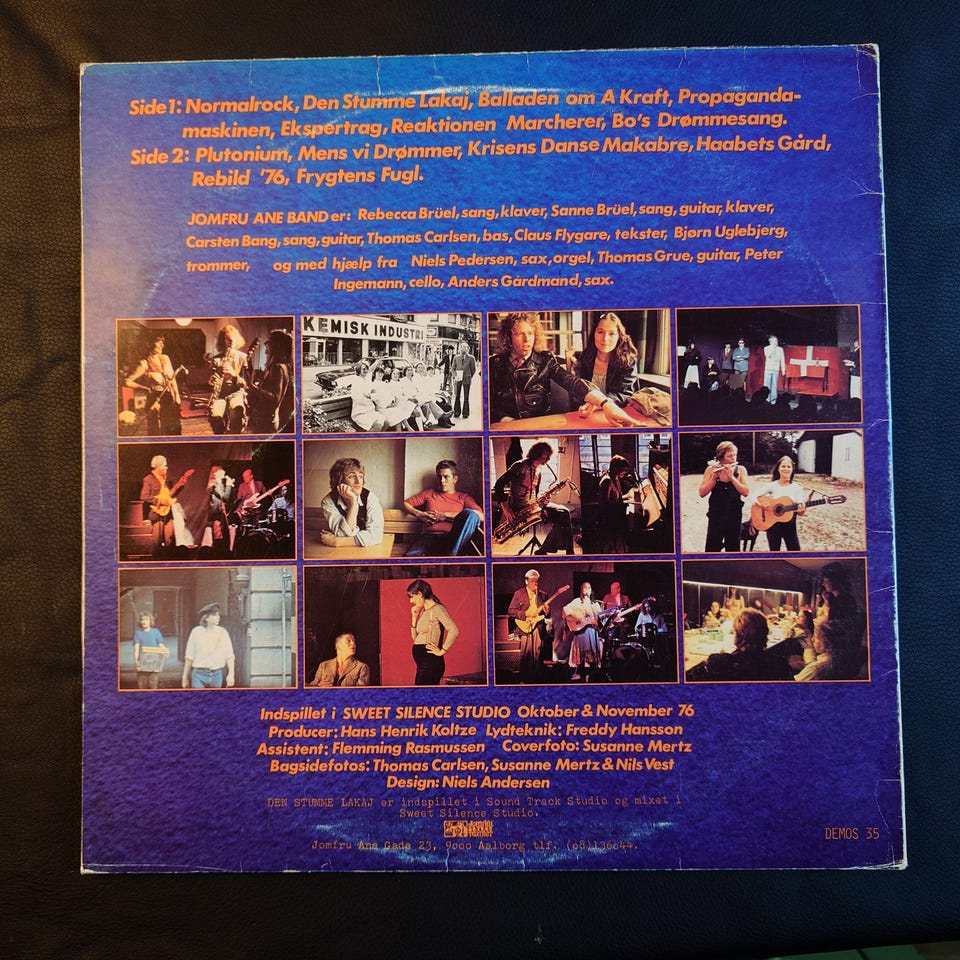 Side 1: Normalrock, Den Stumme Lakaj, Balladen om A Kraft, Propaganda-
maskinen, Ekspertrag, Reaktionen Marcherer, Bo's Drømmesang.
Side 2: Plutonium, Mens vi Drømmer, Krisens Danse Makabre, Haabets Gård,
Rebild '76, Frygtens Fugl.
JOMFRU ANE BAND er: Rebecca Brüel, sang, klaver, Sanne Brüel, sang, guitar, klaver,
Carsten Bang, sang, guitar, Thomas Carlsen, bas, Claus Flygare, tekster, Bjørn Uglebjerg,
trommer, og med hjælp fra Niels Pedersen, sax, orgel, Thomas Grue, guitar, Peter
Ingemann, cello, Anders Gårdmand, sax.
KEMISK INDUSTRI
Indspillet i SWEET SILENCE STUDIO Oktober & November 76
Producer: Hans Henrik Koltze Lydteknik: Freddy Hansson
Assistent: Flemming Rasmussen Coverfoto: Susanne Mertz
Bagsidefotos: Thomas Carlsen, Susanne Mertz & Nils Vest
Design: Niels Andersen
DEN STUMME LAKAJ er indspillet i Sound Track Studio og mixet i
Sweet Silence Studio.
DEMOS 35
Jomfru Ane Gade 23, 9000 Aalborg tlf. (08)136044.